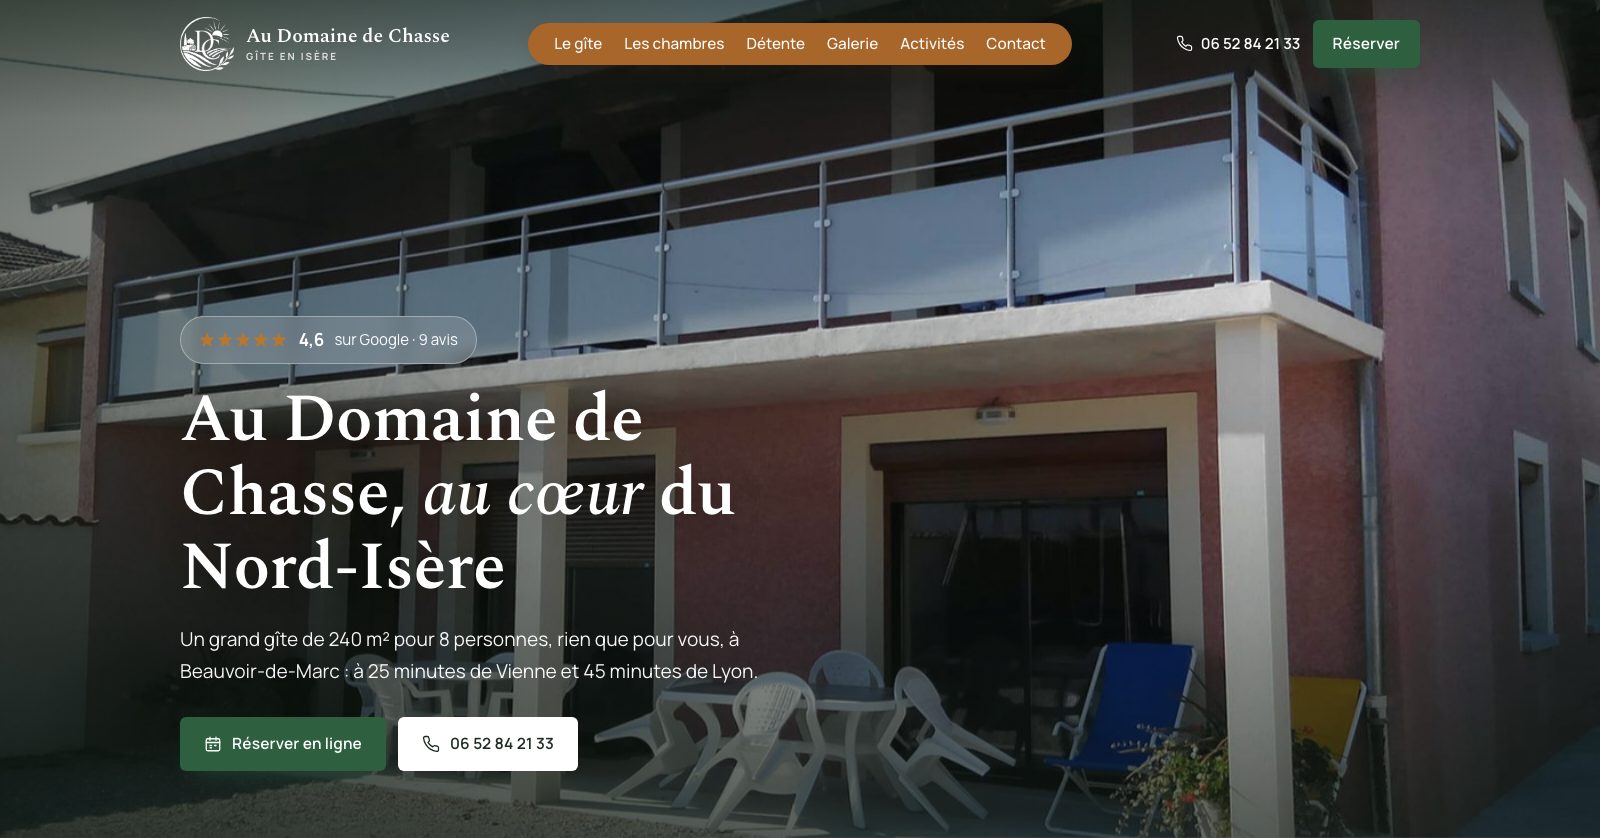 Au Domaine de Chasse
GÎTE EN ISÈRE
Le gîte
Les chambres
Détente
Galerie
Activités
Contact
06 52 84 21 33
Réserver
4,6 sur Google · 9 avis
Au Domaine de
Chasse, au cœur du
Nord-Isère
Un grand gîte de 240 m² pour 8 personnes, rien que pour vous, à
Beauvoir-de-Marc : à 25 minutes de Vienne et 45 minutes de Lyon.
Réserver en ligne
06 52 84 21 33